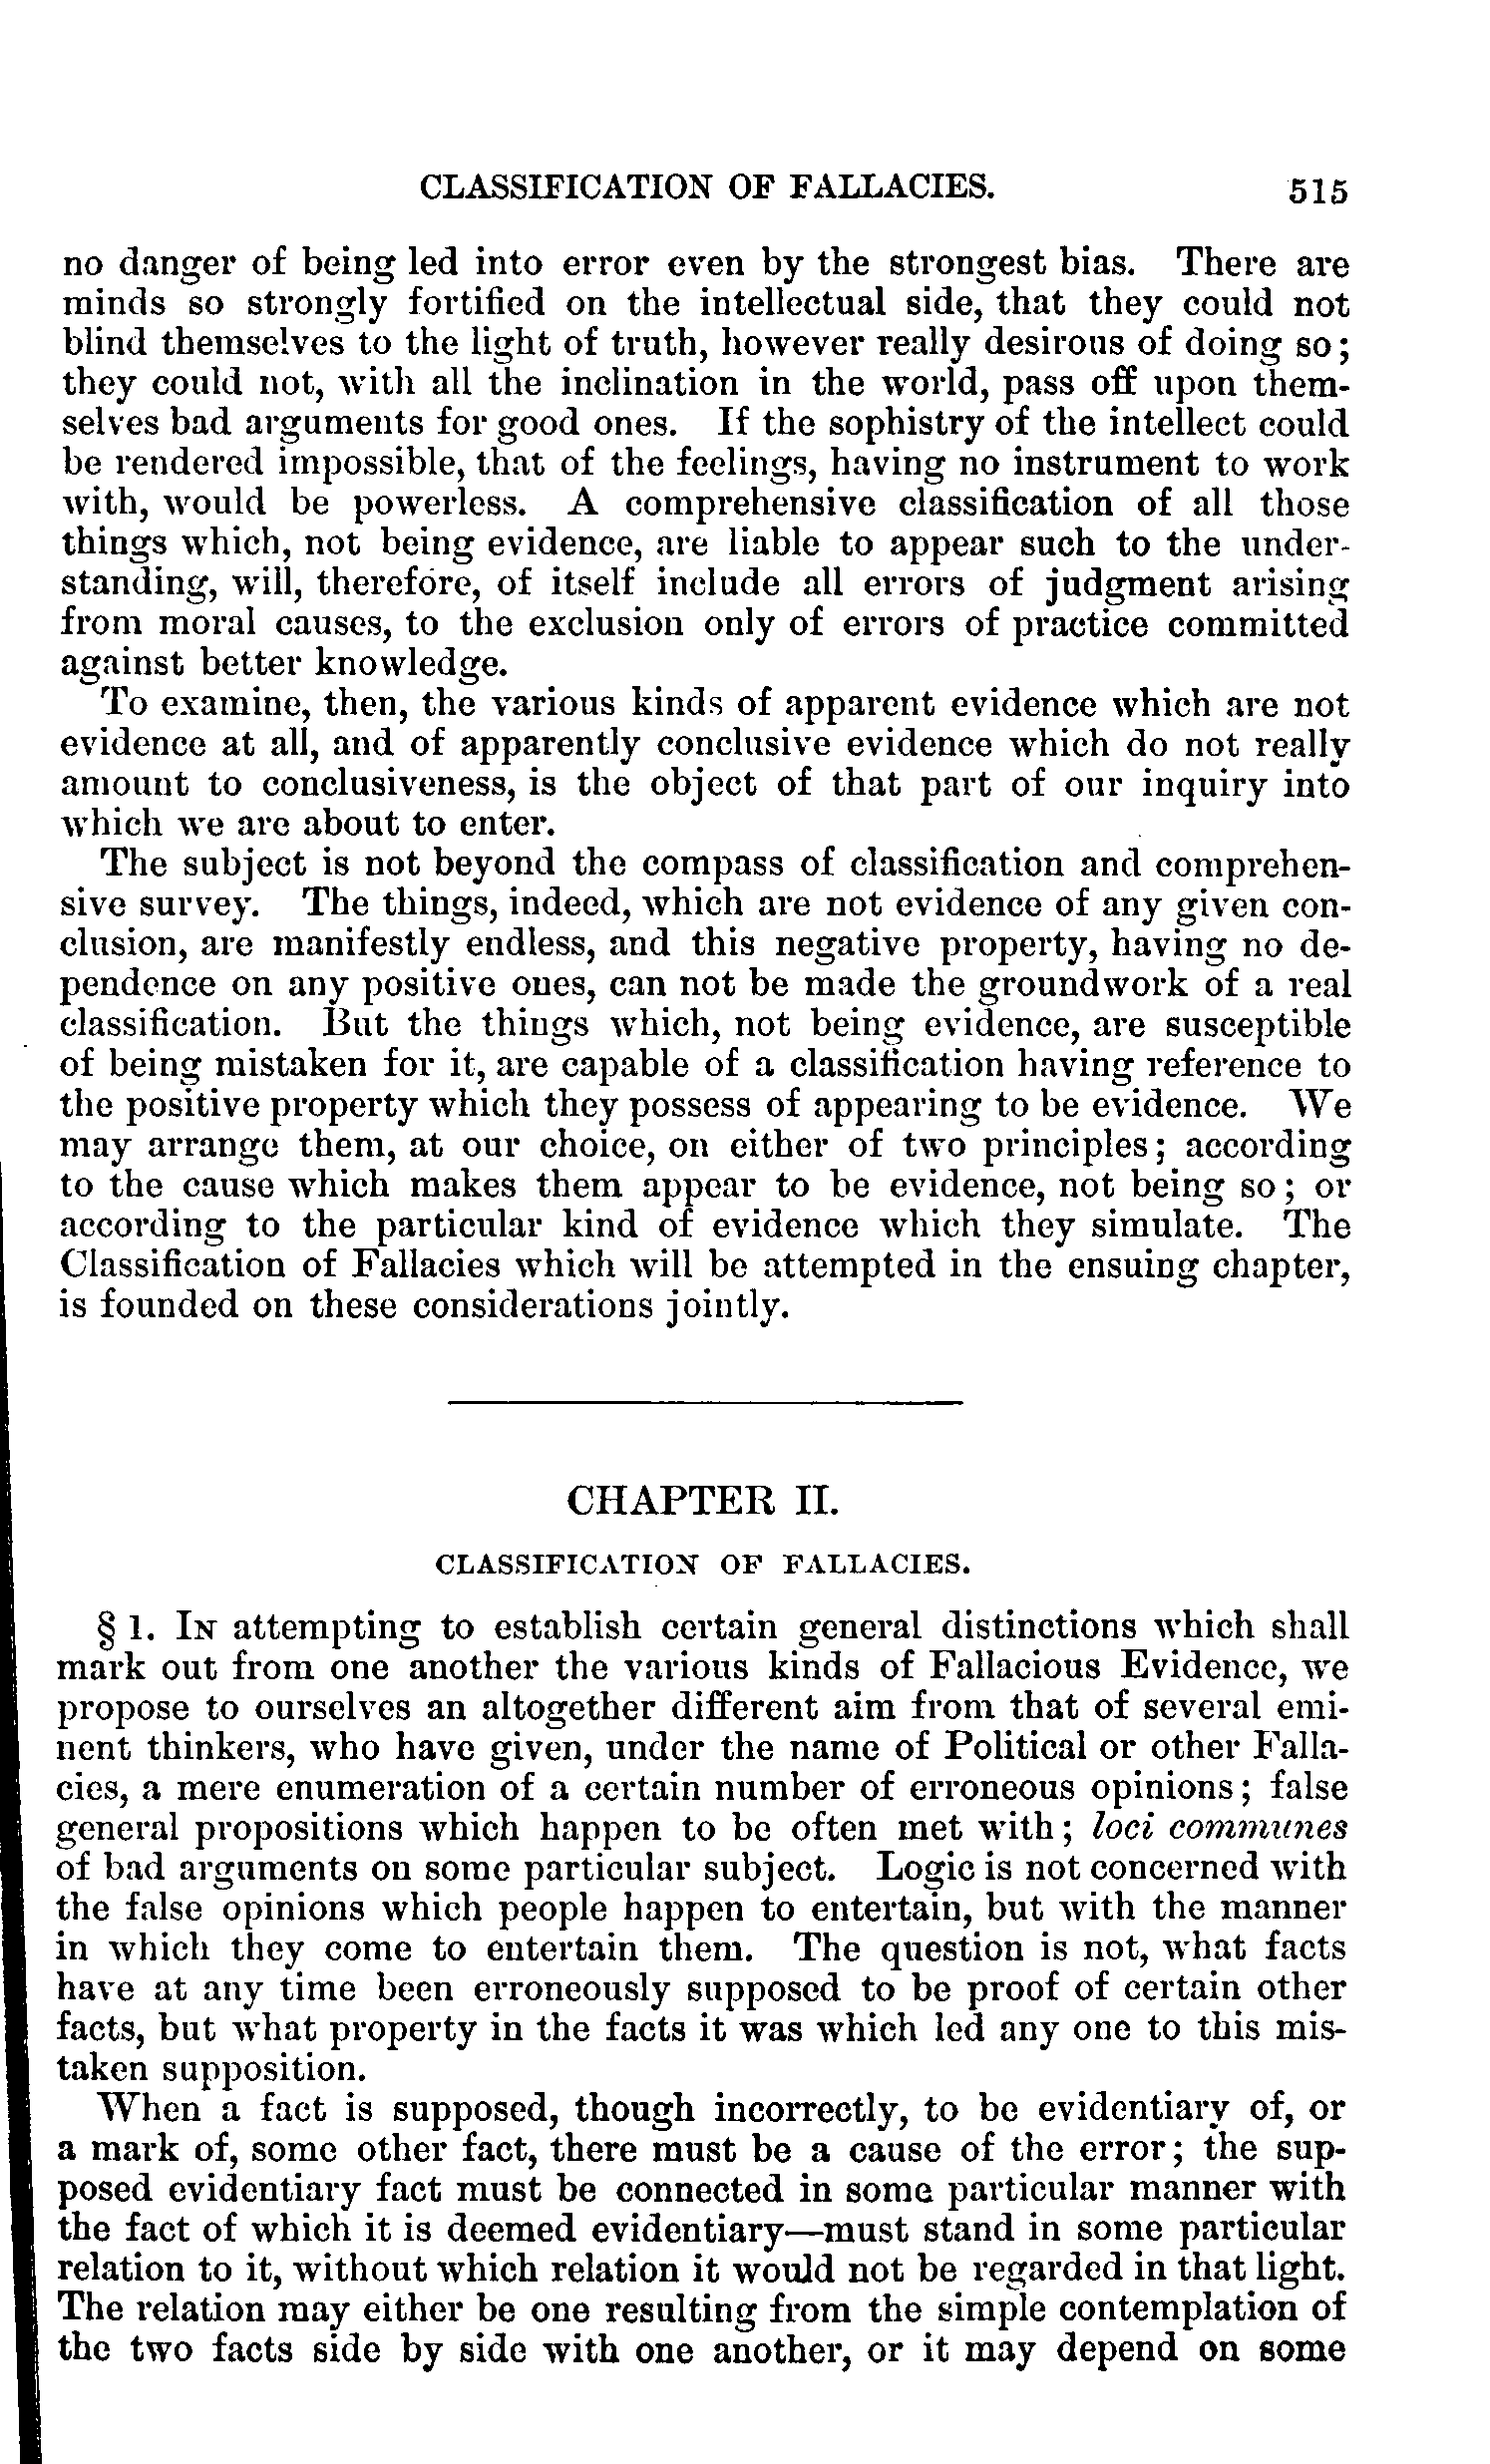 CLASSIFICATION OF FALLACIES. 515
no danger of being led into error even by the strongest bias. There are
minds so strongly fortified on the intellectual side, that they could not
blind themselves to the light of truth, however really desirous of doing so;
they could not, with all the inclination in the world, pass off upon them-
selves bad arguments for good ones. If the sophistry of the intellect could
be rendered impossible, that of the feelings, having no instrument to work
with, would be powerless. A comprehensive classification of all those
things which, not being evidence, are liable to appear such to the under-
standing, will, therefore, of itself include all errors of judgment arising
from moral causes, to the exclusion only of errors of practice committed
against better knowledge.
To examine, then, the various kinds of apparent evidence which are not
evidence at all, and of apparently conclusive evidence which do not really
amount to conclusiveness, is the object of that part of our inquiry into
which we are about to enter.
The subject is not beyond the compass of classification and comprehen-
sive survey. The things, indeed, which are not evidence of any given con-
clusion, are manifestly endless, and this negative property, having no de-
pendence on any positive ones, can not be made the groundwork of a real
classification. But the things which, not being evidence, are susceptible
of being mistaken for it, are capable of a classification having reference to
the positive property which they possess of appearing to be evidence. We
may arrange them, at our choice, on either of two principles; according
to the cause which makes them appear to be evidence, not being so; or
according to the particular kind of evidence which they simulate. The
Classification of Fallacies which will be attempted in the ensuing chapter,
is founded on these considerations jointly.
CHAPTER II.
CLASSIFICATION OF FALLACIES.
§ 1. IN attempting to establish certain general distinctions which shall
mark out from one another the various kinds of Fallacious Evidence, we
propose to ourselves an altogether different aim from that of several emi-
nent thinkers, who have given, under the name of Political or other Falla-
cies, a mere enumeration of a certain number of erroneous opinions; false
general propositions which happen to be often met with; loci communes
of bad arguments on some particular subject. Logic is not concerned with
the false opinions which people happen to entertain, but with the manner
in which they come to entertain them. The question is not, what facts
have at any time been erroneously supposed to be proof of certain other
facts, but what property in the facts it was which led any one to this mis-
taken supposition.
When a fact is supposed, though incorrectly, to be evidentiary of, or
a mark of, some other fact, there must be a cause of the error; the sup-
posed evidentiary fact must be connected in some particular manner with
the fact of which it is deemed evidentiary—must stand in some particular
relation to it, without which relation it would not be regarded in that light.
The relation may either be one resulting from the simple contemplation of
the two facts side by side with one another, or it may depend on some